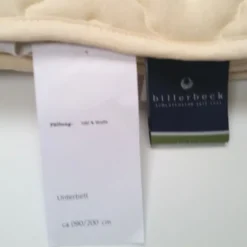 Füllung: 100 % Wolle
Unterbett
ca 090/200 cm
billerbeck